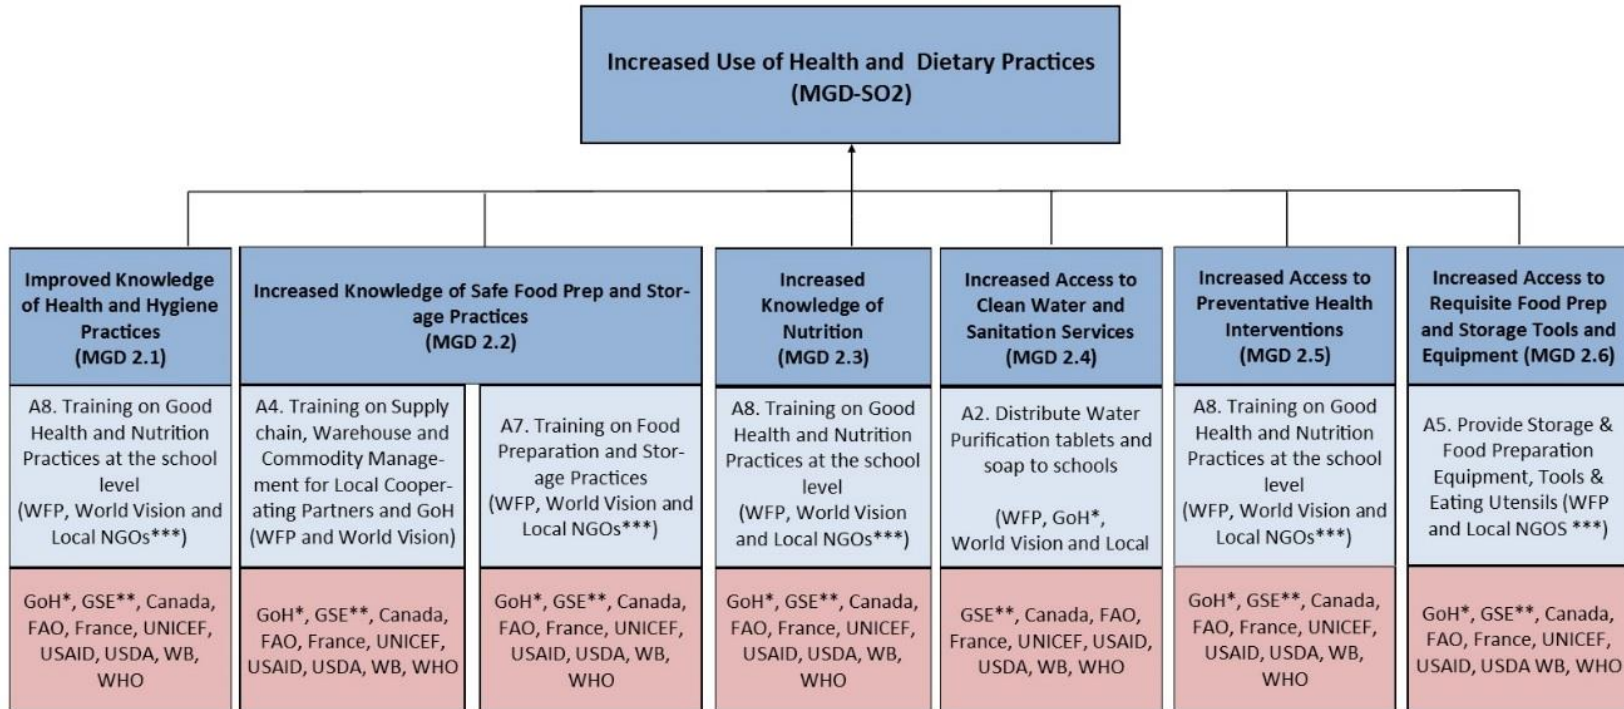 Increased Use of Health and Dietary Practices
(MGD-SO2)
Improved Knowledge
of Health and Hygiene
Practices
(MGD 2.1)
A8. Training on Good
Health and Nutrition
Practices at the school
level
(WFP, World Vision and
Local NGOs***)
GoH*, GSE**, Canada,
FAO, France, UNICEF,
USAID, USDA, WB,
WHO
Increased Knowledge of Safe Food Prep and Stor-
age Practices
(MGD 2.2)
A4. Training on Supply
chain, Warehouse and
Commodity Manage-
ment for Local Cooper-
ating Partners and GoH
(WFP and World Vision)
GoH*, GSE**, Canada,
FAO, France, UNICEF,
USAID, USDA, WB, WHO
A7. Training on Food
Preparation and Stor-
age Practices
(WFP, World Vision and
Local NGOs***)
GoH*, GSE**, Canada,
FAO, France, UNICEF,
USAID, USDA, WB,
WHO
Increased
Knowledge of
Nutrition
(MGD 2.3)
A8. Training on Good
Health and Nutrition
Practices at the school
level
(WFP, World Vision
and Local NGOs***)
GoH*, GSE**, Canada,
FAO, France, UNICEF,
USAID, USDA, WB,
WHO
Increased Access to
Clean Water and
Sanitation Services
(MGD 2.4)
A2. Distribute Water
Purification tablets and
soap to schools
(WFP, GoH*,
World Vision and Local
GSE**, Canada, FAO,
France, UNICEF, USAID,
USDA, WB, WHO
Increased Access to
Preventative Health
Interventions
(MGD 2.5)
A8. Training on Good
Health and Nutrition
Practices at the school
level
(WFP, World Vision and
Local NGOs***)
GoH*, GSE**, Canada,
FAO, France, UNICEF,
USAID, USDA, WB,
WHO
Increased Access to
Requisite Food Prep
and Storage Tools and
Equipment (MGD 2.6)
A5. Provide Storage &
Food Preparation
Equipment, Tools &
Eating Utensils (WFP
and Local NGOS ***)
GoH*, GSE**, Canada,
FAO, France, UNICEF,
USAID, USDA WB, WHO